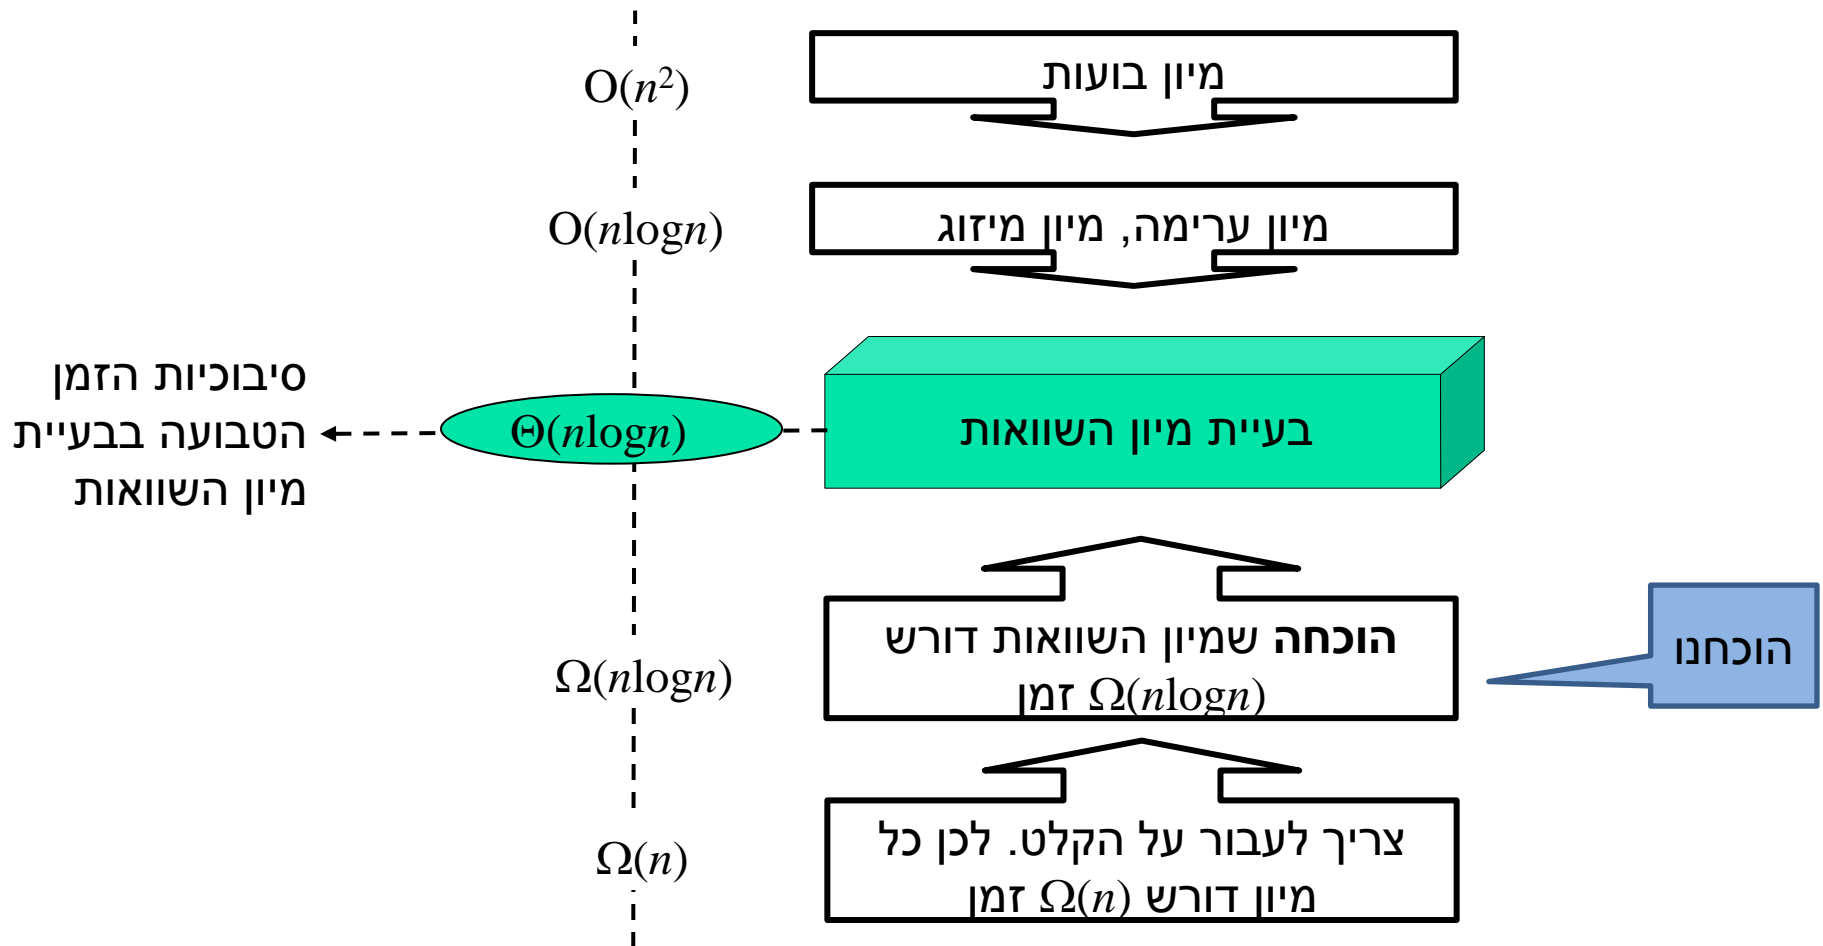 O(n²)
מיון בועות
O(nlogn)
מיון ערימה, מיון מיזוג
סיבוכיות הזמן
הטבועה בבעיית
מיון השוואות
Θ(nlogn)
בעיית מיון השוואות
Ω(nlogn)
הוכחה שמיון השוואות דורש
Ω(nlogn) זמן
הוכחנו
Ω(n)
צריך לעבור על הקלט. לכן כל
מיון דורש Ω(n) זמן